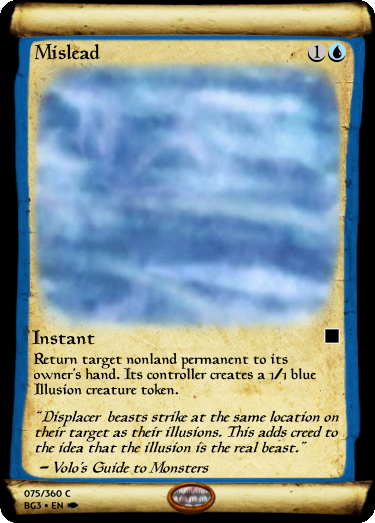 Mislead 1
Instant
Return target nonland permanent to its
owner's hand. Its controller creates a 1/1 blue
Illusion creature token.
"Displacer beasts strike at the same location on
their target as their illusions. This adds creed to
the idea that the illusion is the real beast."
– Volo's Guide to Monsters
075/360 C
BG3 • EN